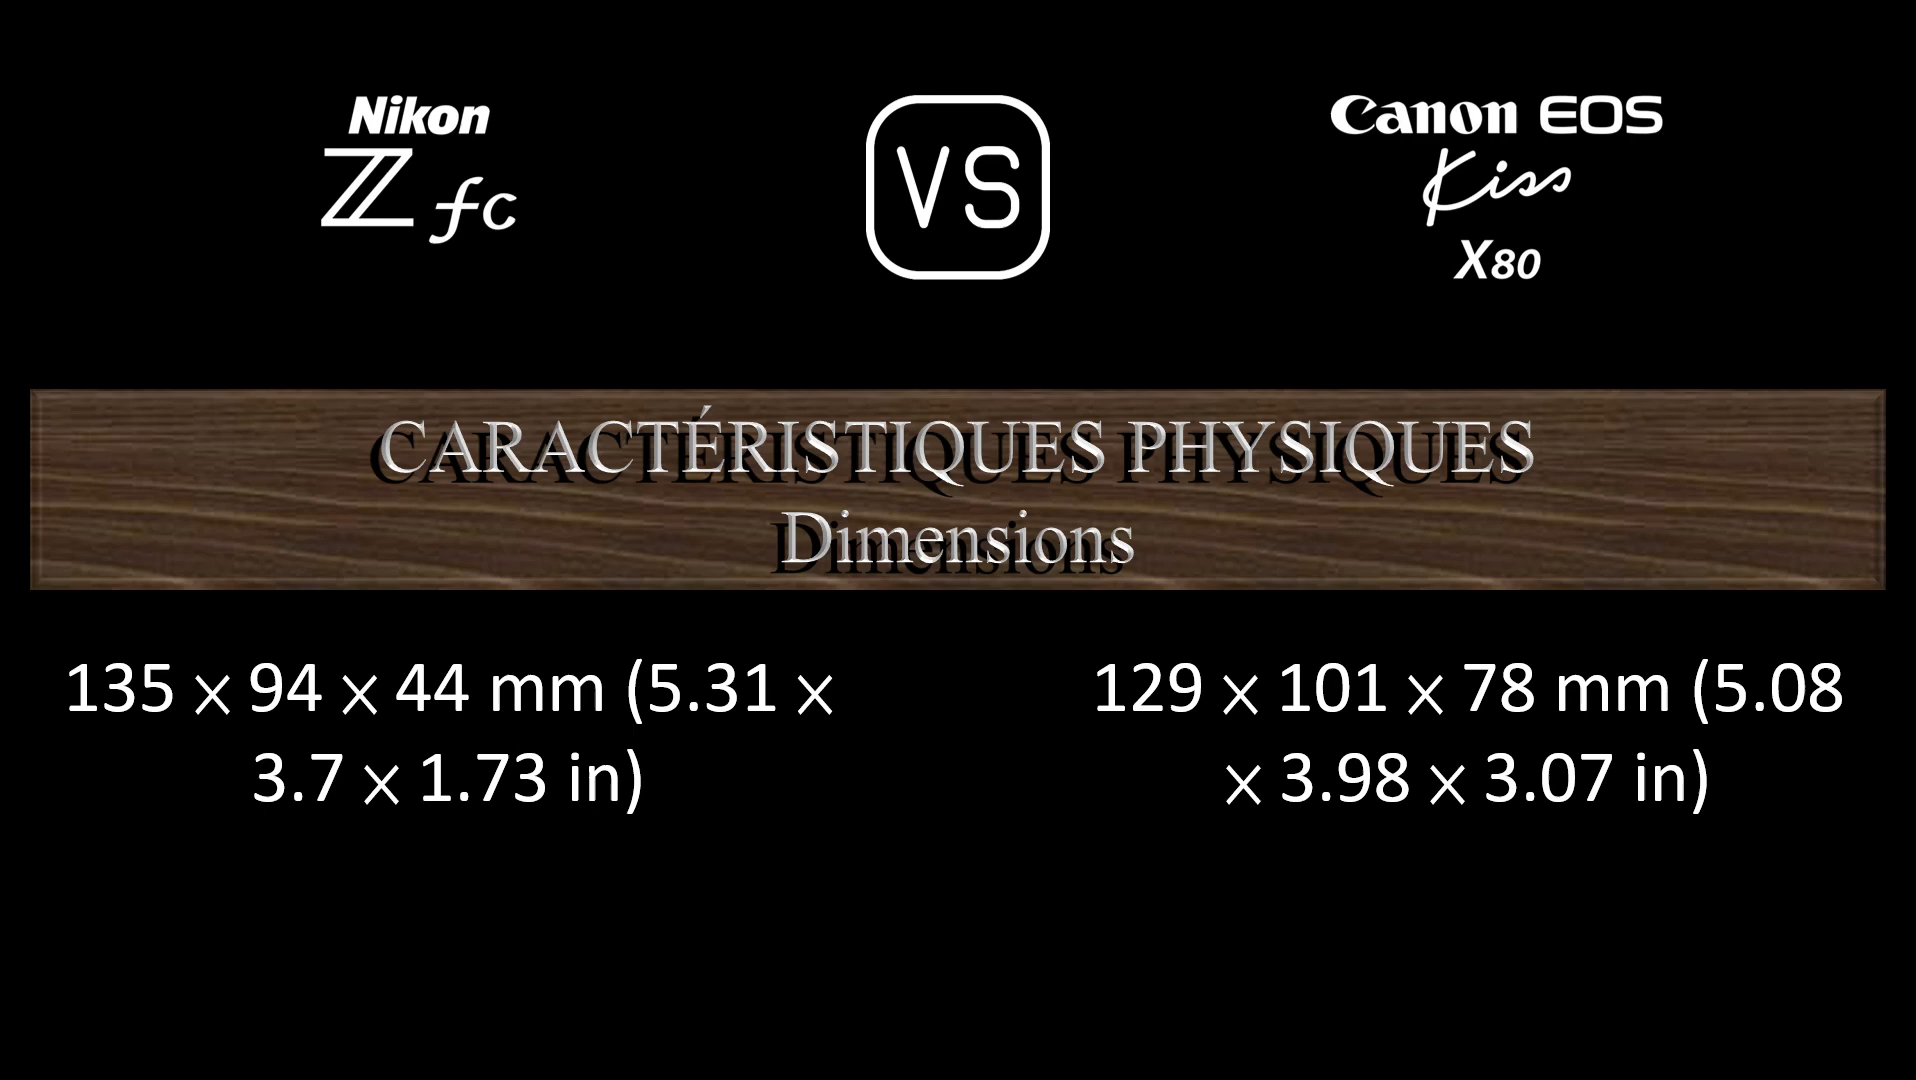 Nikon
Z fc
VS
Canon EOS
Kiss
X80
CARACTÉRISTIQUES PHYSIQUES
Dimensions
135 x 94 x 44 mm (5.31 x
3.7 x 1.73 in)
129 x 101 x 78 mm (5.08
x 3.98 x 3.07 in)